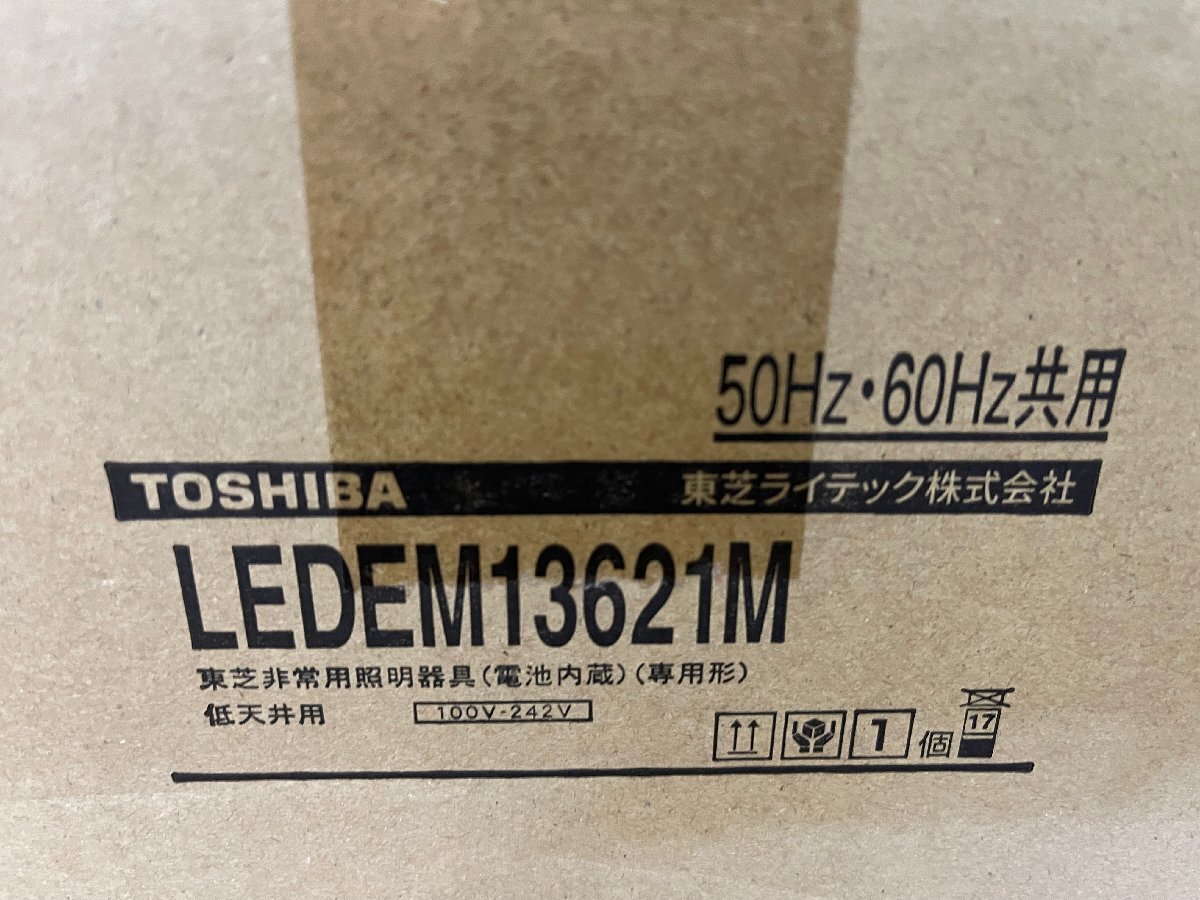 50Hz・60Hz共用
TOSHIBA 東芝ライテック株式会社
LEDEM13621M
東芝非常用照明器具(電池内蔵)(専用形)
低天井用 100V-242V
1個 17